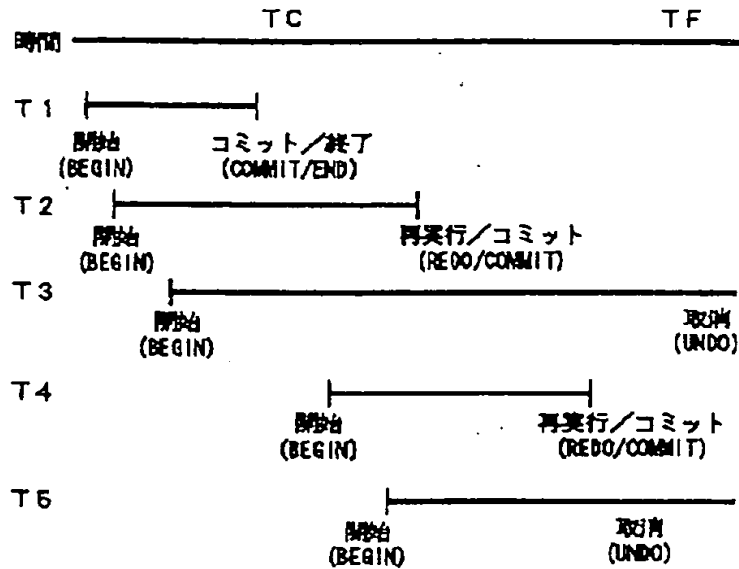 TC TF
時間
T1
開始 コミット／終了
(BEGIN) (COMMIT/END)
T2
開始 再実行／コミット
(BEGIN) (REDO/COMMIT)
T3
開始 取消
(BEGIN) (UNDO)
T4
開始 再実行／コミット
(BEGIN) (REDO/COMMIT)
T5
開始 取消
(BEGIN) (UNDO)